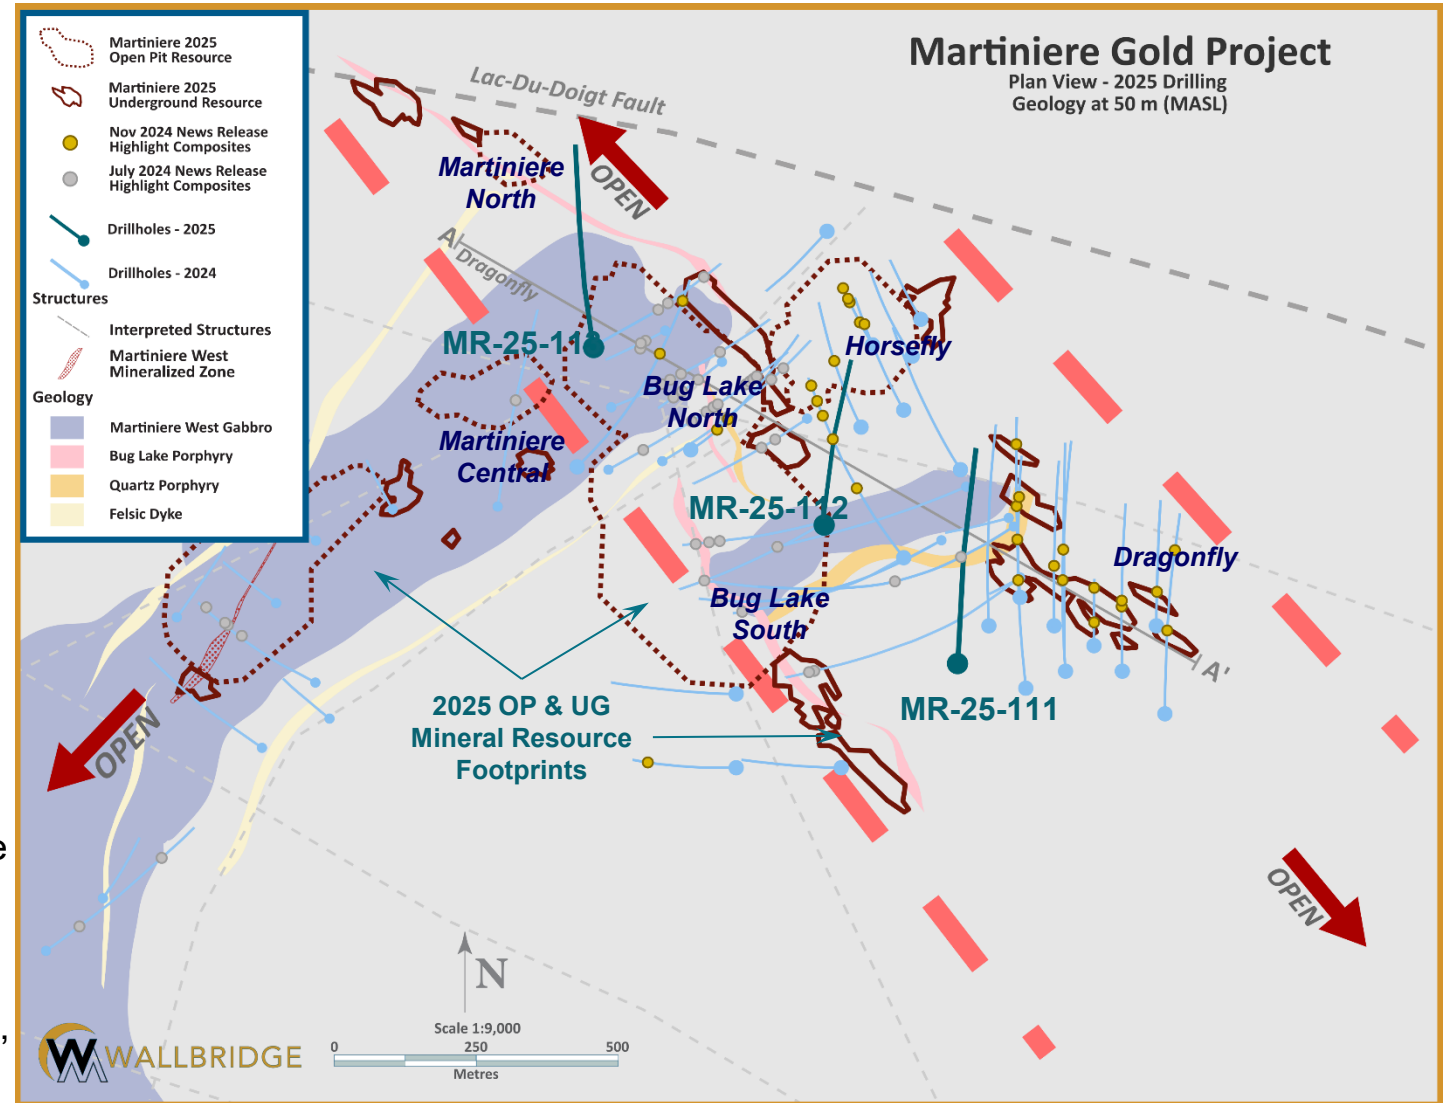 Martiniere 2025
Open Pit Resource
Martiniere 2025
Underground Resource
Nov 2024 News Release
Highlight Composites
July 2024 News Release
Highlight Composites
Drillholes - 2025
Drillholes - 2024
Structures
Interpreted Structures
Martiniere West
Mineralized Zone
Geology
Martiniere West Gabbro
Bug Lake Porphyry
Quartz Porphyry
Felsic Dyke
Martiniere Gold Project
Plan View - 2025 Drilling
Geology at 50 m (MASL)
Lac-Du-Doigt Fault
Martiniere
North
OPEN
A
Dragonfly
MR-25-113
Horsefly
Bug Lake
North
Martiniere
Central
MR-25-112
Dragonfly
Bug Lake
South
A'
MR-25-111
2025 OP & UG
Mineral Resource
Footprints
OPEN
OPEN
e
,
N
Scale 1:9,000
0 250 500
Metres
WALLBRIDGE